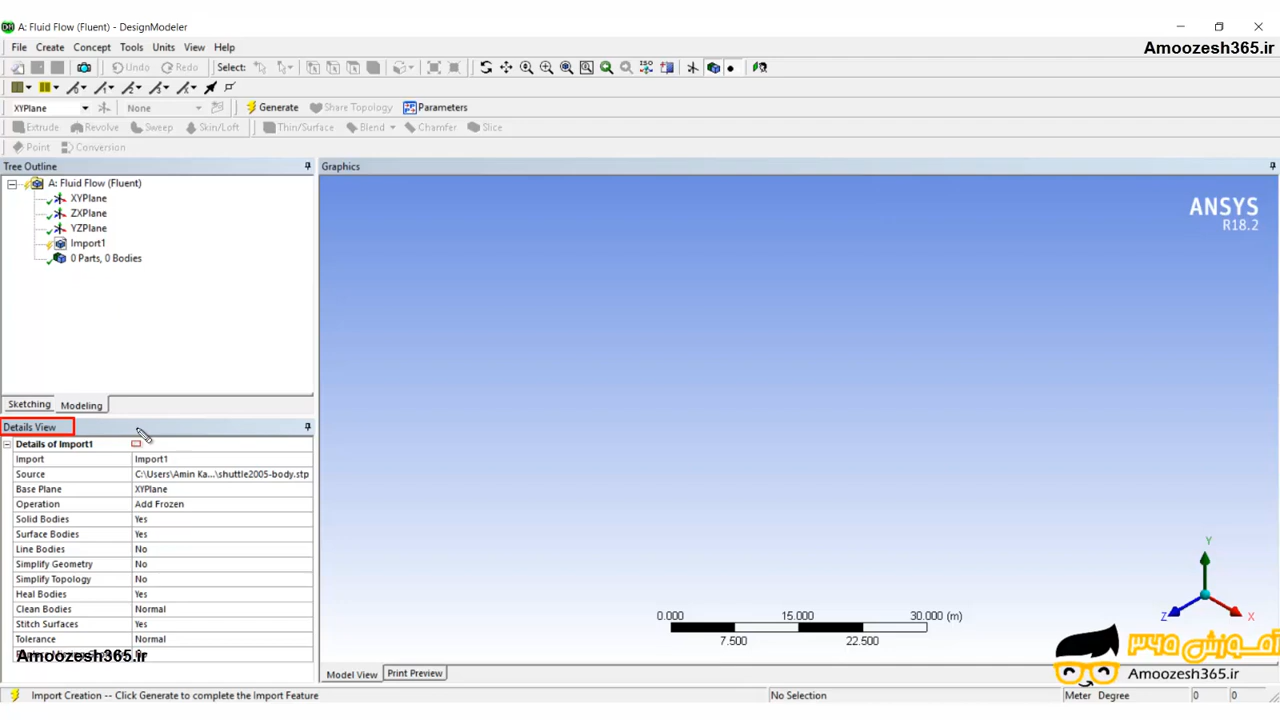 A: Fluid Flow (Fluent) - DesignModeler
File Create Concept Tools Units View Help
Amoozesh365.ir
Undo Redo Select:
XYPlane None Generate Share Topology Parameters
Extrude Revolve Sweep Skin/Loft Thin/Surface Blend Chamfer Slice
Point Conversion
Tree Outline
Graphics
A: Fluid Flow (Fluent)
XYPlane
ZXPlane
YZPlane
Import1
0 Parts, 0 Bodies
ANSYS
R18.2
Sketching Modeling
Details View
Details of Import1
Import Import1
Source C:\Users\Amin Ka...\shuttle2005-body.stp
Base Plane XYPlane
Operation Add Frozen
Solid Bodies Yes
Surface Bodies Yes
Line Bodies No
Simplify Geometry No
Simplify Topology No
Heal Bodies Yes
Clean Bodies Normal
Stitch Surfaces Yes
Tolerance Normal
Amoozesh365.ir
Y
Z
X
0.000 15.000 30.000 (m)
7.500 22.500
آموزش ۳۶۵
Amoozesh365.ir
Model View Print Preview
Import Creation -- Click Generate to complete the Import Feature
No Selection
Meter Degree 0 0